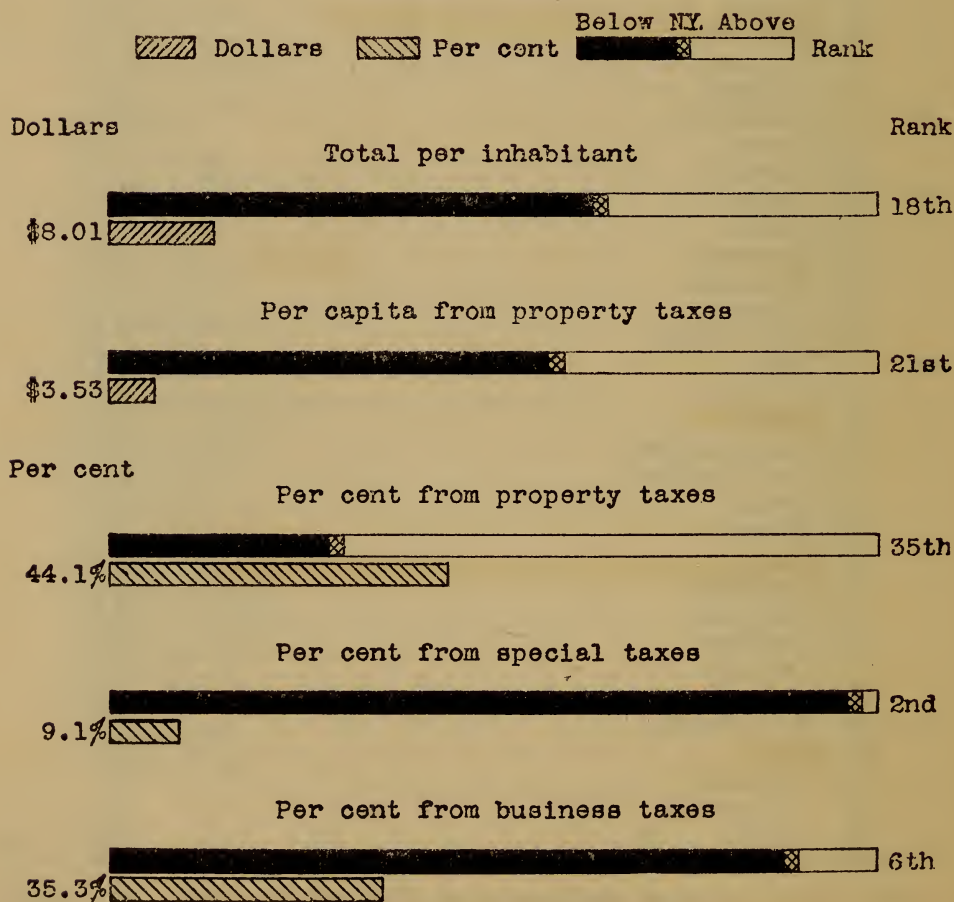 Below N.Y. Above
Dollars Per cent Rank
Dollars Rank
Total per inhabitant
18th
$8.01
Per capita from property taxes
21st
$3.53
Per cent
Per cent from property taxes
35th
44.1%
Per cent from special taxes
2nd
9.1%
Per cent from business taxes
6th
35.3%